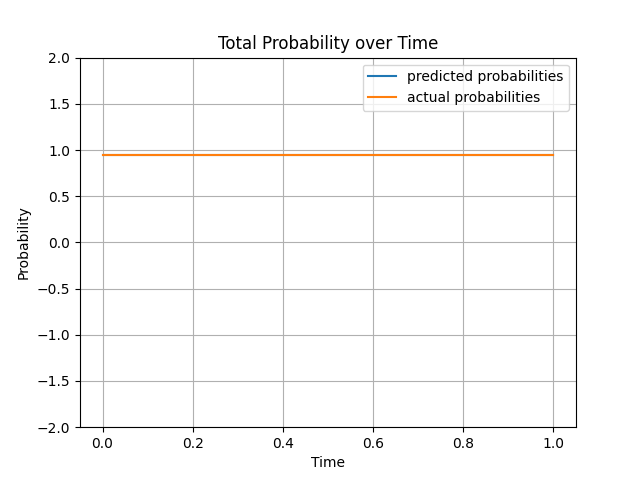 Total Probability over Time
predicted probabilities
actual probabilities
2.0
1.5
1.0
0.5
0.0
−0.5
−1.0
−1.5
−2.0
Probability
0.0 0.2 0.4 0.6 0.8 1.0
Time